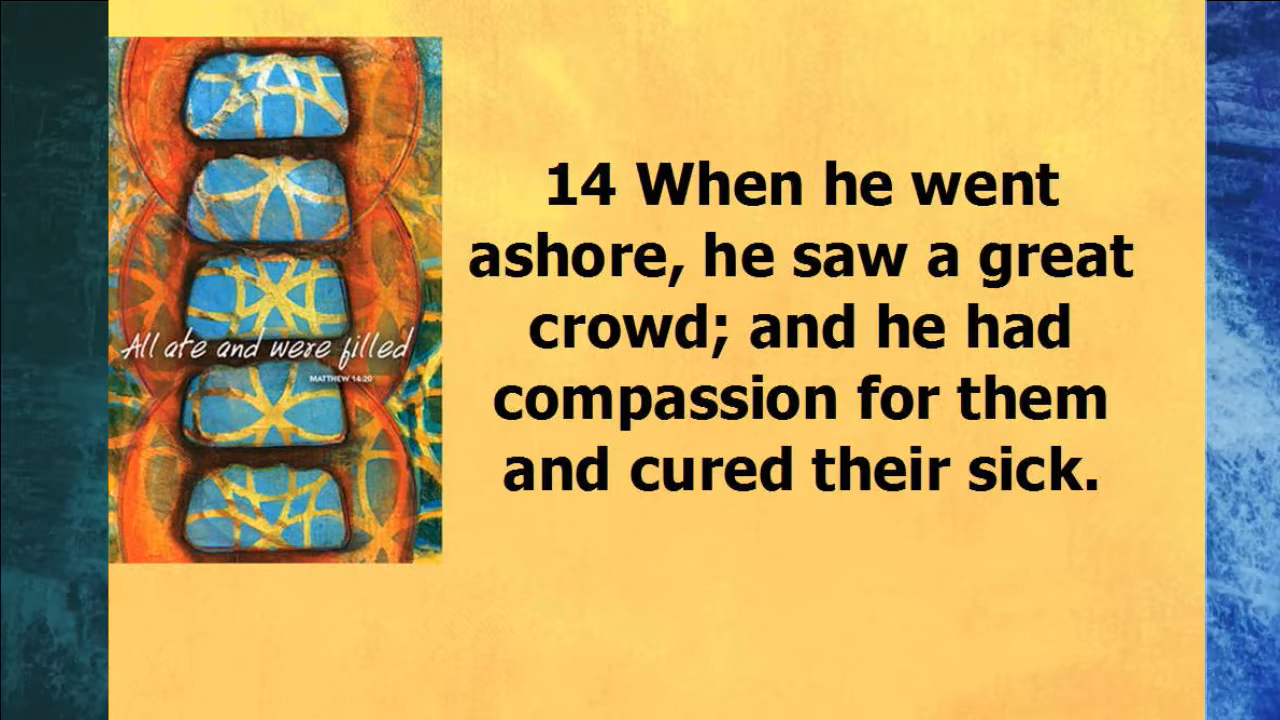 All ate and were filled
MATTHEW 14:20
14 When he went
ashore, he saw a great
crowd; and he had
compassion for them
and cured their sick.